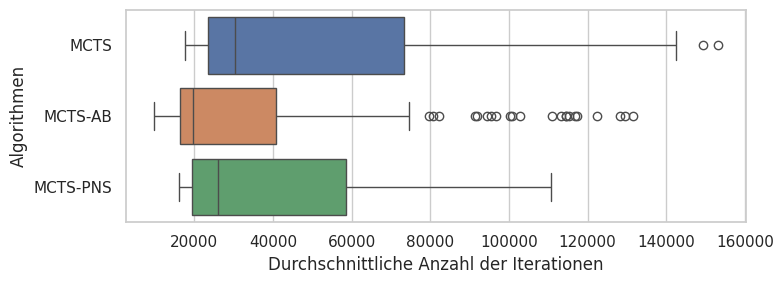 Algorithmen
MCTS
MCTS-AB
MCTS-PNS
20000 40000 60000 80000 100000 120000 140000 160000
Durchschnittliche Anzahl der Iterationen